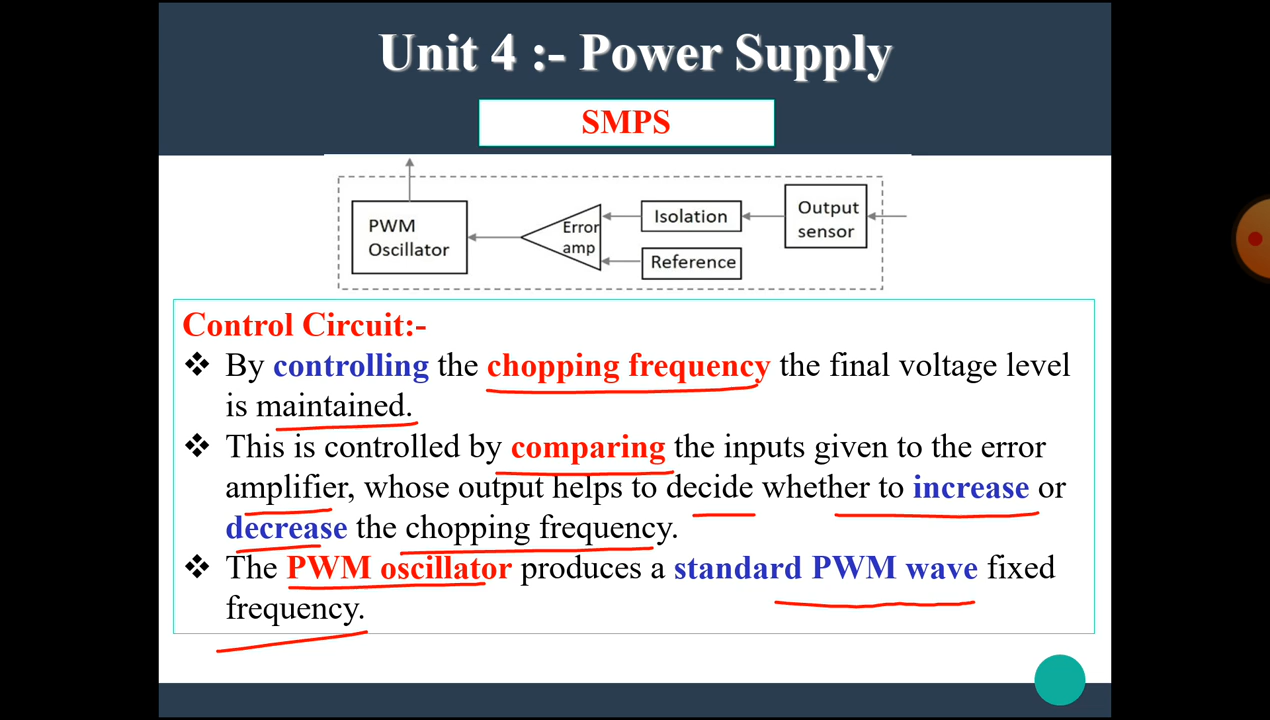 Unit 4 :- Power Supply
SMPS
PWM
Oscillator
Error
amp
Isolation
Reference
Output
sensor
Control Circuit:-
❖ By controlling the chopping frequency the final voltage level
is maintained.
❖ This is controlled by comparing the inputs given to the error
amplifier, whose output helps to decide whether to increase or
decrease the chopping frequency.
❖ The PWM oscillator produces a standard PWM wave fixed
frequency.